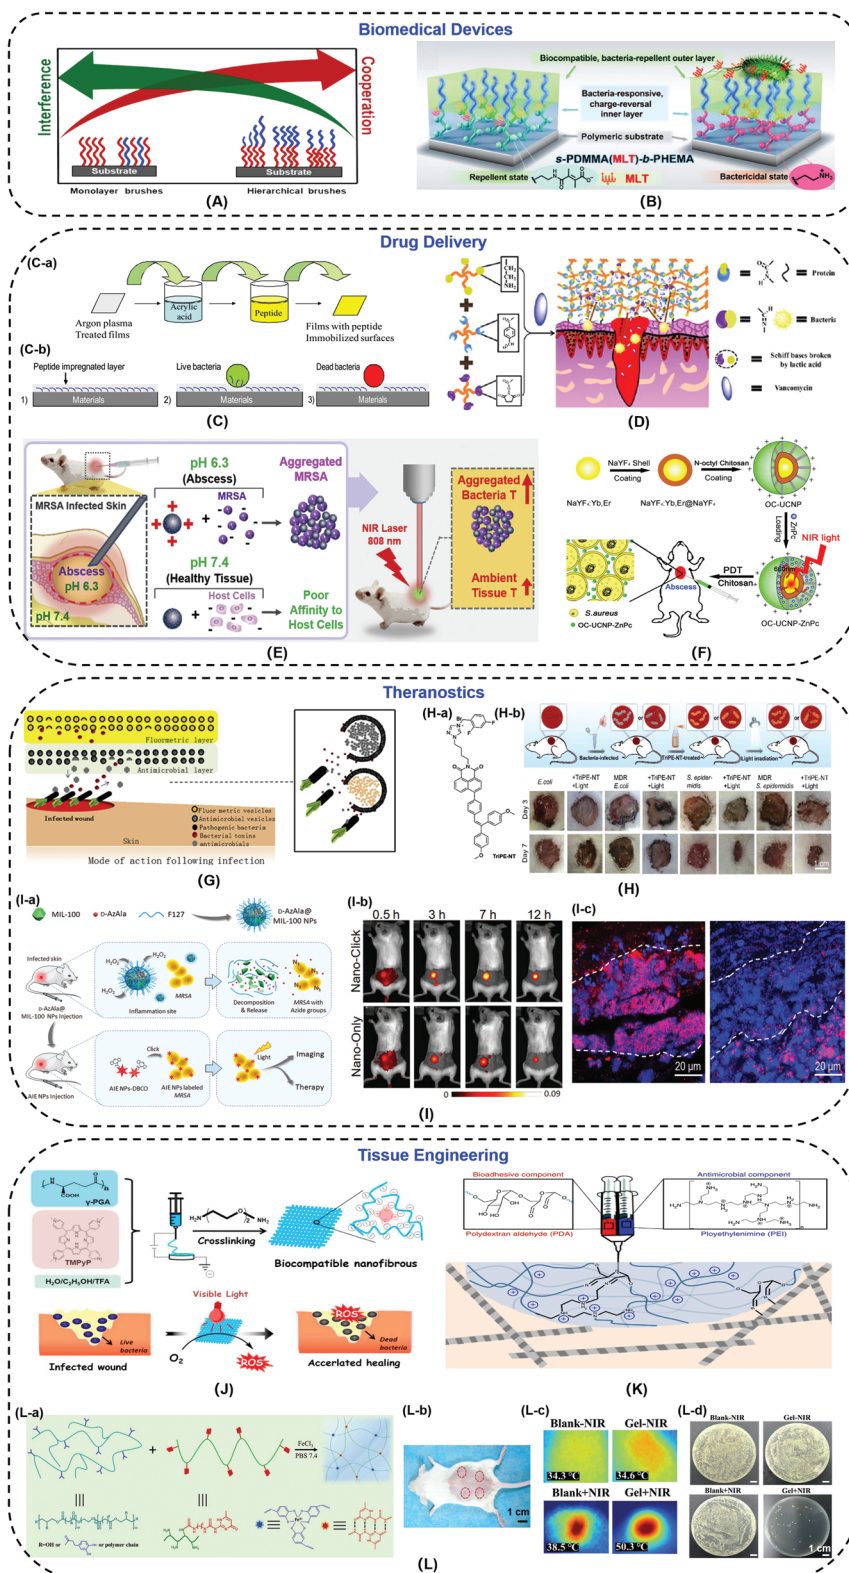 Biomedical Devices
Interference
Cooperation
Substrate
Substrate
Monolayer brushes
Hierarchical brushes
(A)
Biocompatible, bacteria-repellent outer layer
Bacteria-responsive,
charge-reversal
inner layer
Polymeric substrate
s-PDMMA(MLT)-b-PHEMA
Repellent state
MLT
Bactericidal state
(B)
Drug Delivery
(C-a)
Argon plasma
Treated films
Acrylic
acid
Peptide
Films with peptide
Immobilized surfaces
(C-b)
Peptide impregnated layer
Live bacteria
Dead bacteria
1)
Materials
2)
Materials
3)
Materials
(C)
Protein
Bacteria
Schiff bases broken
by lactic acid
Vancomycin
(D)
MRSA Infected Skin
Abscess
pH 6.3
pH 7.4
pH 6.3
(Abscess)
MRSA
Aggregated
MRSA
pH 7.4
(Healthy Tissue)
Host Cells
Poor
Affinity to
Host Cells
NIR Laser
808 nm
Aggregated
Bacteria T
Ambient
Tissue T
(E)
NaYF₄ Shell
Coating
N-octyl Chitosan
Coating
NaYF₄:Yb,Er
NaYF₄:Yb,Er@NaYF₄
OC-UCNP
ZnPc
Loading
NIR light
PDT
Chitosan
Abscess
S.aureus
OC-UCNP-ZnPc
OC-UCNP-ZnPc
(F)
Theranostics
Fluormetric layer
Antimicrobial layer
Infected wound
Skin
Fluor metric vesicles
Antimicrobial vesicles
Pathogenic bacteria
Bacterial toxins
antimicrobials
Mode of action following infection
(G)
(H-a)
TriPE-NT
(H-b)
Bacteria-infected
TriPE-NT-treated
Light irradiation
E.coli
+TriPE-NT
+Light
MDR
E.coli
+TriPE-NT
+Light
S. epider-
midis
+TriPE-NT
+Light
MDR
S. epidermidis
+TriPE-NT
+Light
Day 3
Day 7
1 cm
(H)
(I-a)
MIL-100
D-AzAla
F127
D-AzAla@
MIL-100 NPs
Infected skin
H₂O₂
H₂O₂
H₂O₂
MRSA
Inflammation site
Decomposition
& Release
MRSA with
Azide groups
D-AzAla@
MIL-100 NPs Injection
Click
AIE NPs-DBCO
AIE NPs labeled
MRSA
Light
Imaging
Therapy
AIE NPs Injection
(I-b)
0.5 h
3 h
7 h
12 h
Nano-Click
Nano-Only
0
0.09
(I-c)
20 µm
20 µm
(I)
Tissue Engineering
γ-PGA
TMPyP
H₂O/C₂H₅OH/TFA
Crosslinking
Biocompatible nanofibrous
Visible Light
Live
bacteria
Infected wound
O₂
ROS
ROS
Dead
bacteria
Accerlated healing
(J)
Bioadhesive component
Polydextran aldehyde (PDA)
Antimicrobial component
Ployethylenimine (PEI)
(K)
(L-a)
FeCl₃
PBS 7.4
R=OH or
or polymer chain
(L-b)
1 cm
(L-c)
Blank-NIR
Gel-NIR
34.3 °C
34.6 °C
Blank+NIR
Gel+NIR
38.5 °C
50.3 °C
(L-d)
Blank-NIR
Gel-NIR
Blank+NIR
Gel+NIR
1 cm
(L)